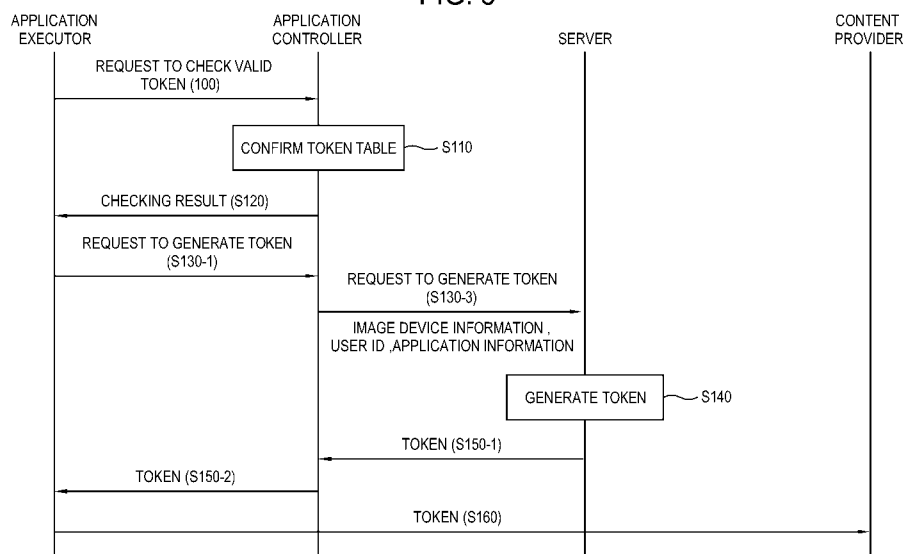 APPLICATION
EXECUTOR
APPLICATION
CONTROLLER
SERVER
CONTENT
PROVIDER
REQUEST TO CHECK VALID
TOKEN (100)
CONFIRM TOKEN TABLE
S110
CHECKING RESULT (S120)
REQUEST TO GENERATE TOKEN
(S130-1)
REQUEST TO GENERATE TOKEN
(S130-3)
IMAGE DEVICE INFORMATION ,
USER ID ,APPLICATION INFORMATION
GENERATE TOKEN
S140
TOKEN (S150-1)
TOKEN (S150-2)
TOKEN (S160)